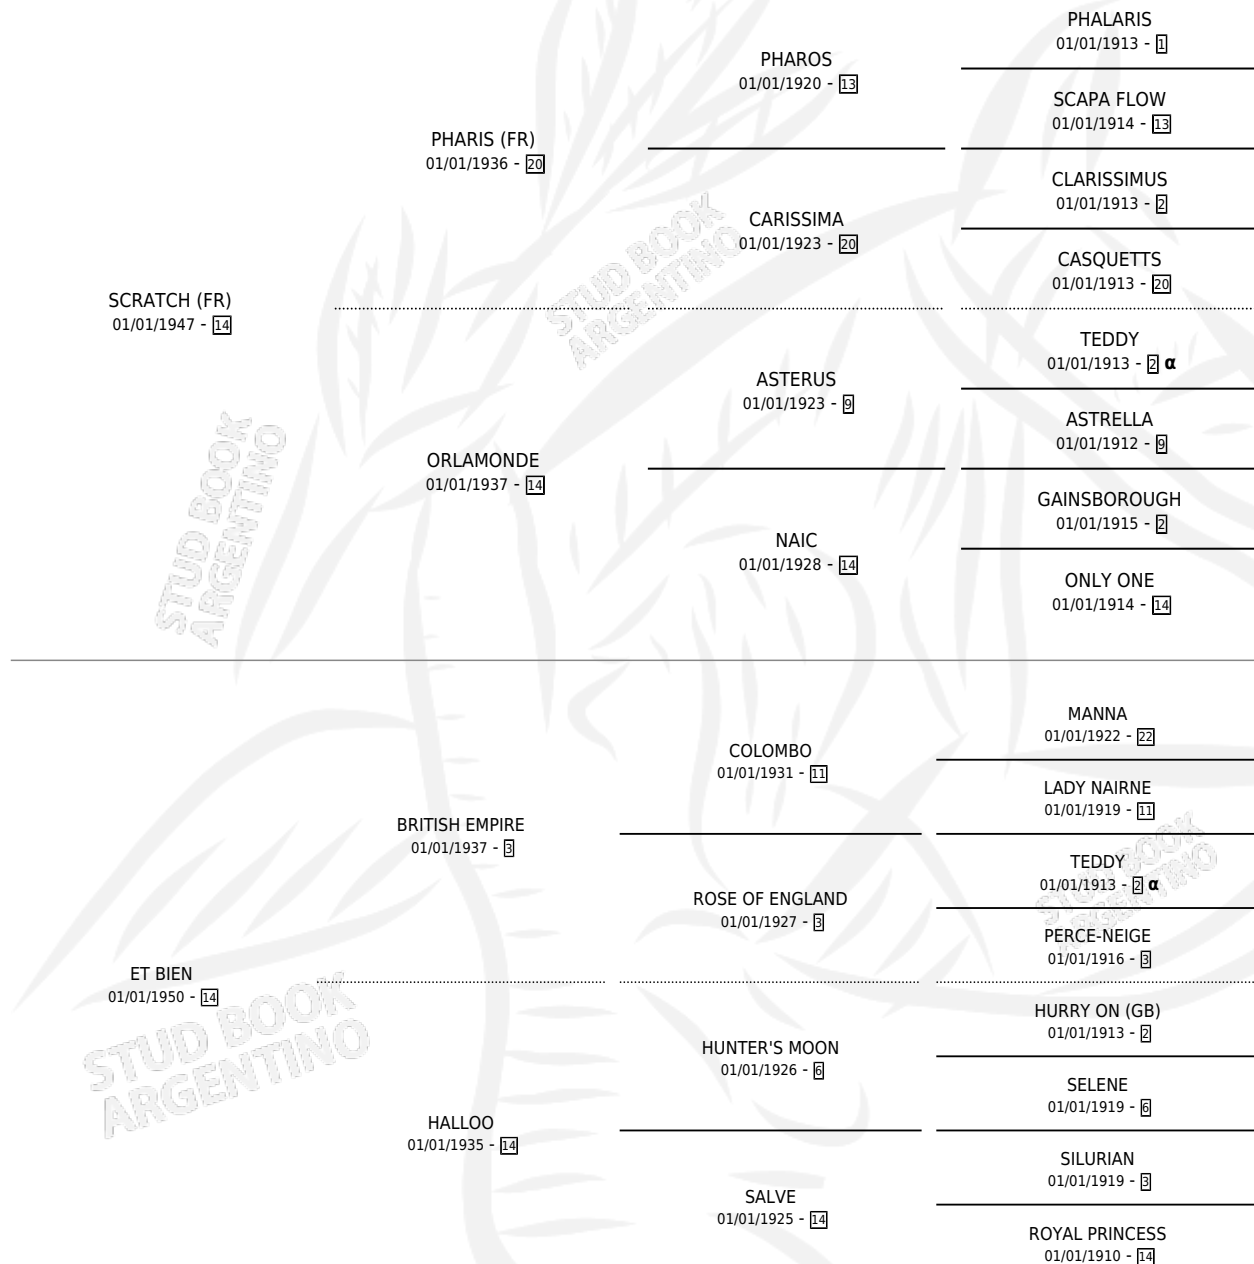 PHALARIS
01/01/1913 - 1
PHAROS
01/01/1920 - 13
SCAPA FLOW
01/01/1914 - 13
PHARIS (FR)
01/01/1936 - 20
CLARISSIMUS
01/01/1913 - 2
CARISSIMA
01/01/1923 - 20
CASQUETTS
01/01/1913 - 20
SCRATCH (FR)
01/01/1947 - 14
TEDDY
01/01/1913 - 2 α
ASTERUS
01/01/1923 - 9
ASTRELLA
01/01/1912 - 9
ORLAMONDE
01/01/1937 - 14
GAINSBOROUGH
01/01/1915 - 2
NAIC
01/01/1928 - 14
ONLY ONE
01/01/1914 - 14
MANNA
01/01/1922 - 22
COLOMBO
01/01/1931 - 11
LADY NAIRNE
01/01/1919 - 11
BRITISH EMPIRE
01/01/1937 - 3
TEDDY
01/01/1913 - 2 α
ROSE OF ENGLAND
01/01/1927 - 3
PERCE-NEIGE
01/01/1916 - 3
ET BIEN
01/01/1950 - 14
HURRY ON (GB)
01/01/1913 - 2
HUNTER'S MOON
01/01/1926 - 6
SELENE
01/01/1919 - 6
HALLOO
01/01/1935 - 14
SILURIAN
01/01/1919 - 3
SALVE
01/01/1925 - 14
ROYAL PRINCESS
01/01/1910 - 14
STUD BOOK
ARGENTINO
STUD BOOK
ARGENTINO
STUD BOOK
ARGENTINO
STUD BOOK
ARGENTINO